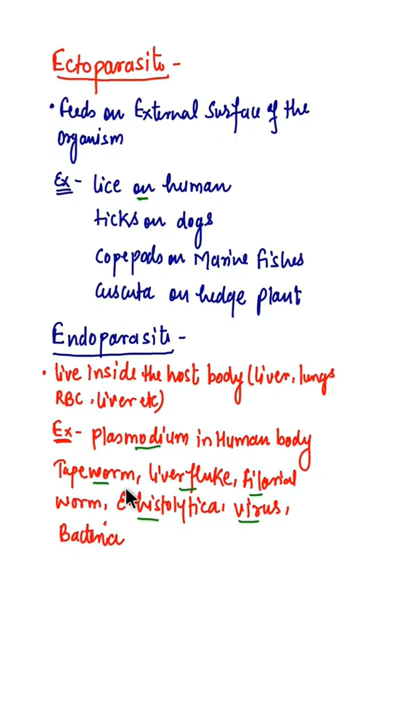 Ectoparasite -
• Feeds on External Surface of the
organism
Ex - Lice on human
ticks on dogs
Copepods on Marine fishes
Cuscuta on hedge plant
Endoparasite -
• live inside the host body (liver, lungs
RBC, liver etc)
Ex - Plasmodium in Human body
Tapeworm, liverfluke, filarial
worm, E. histolytica, virus,
Bacteria